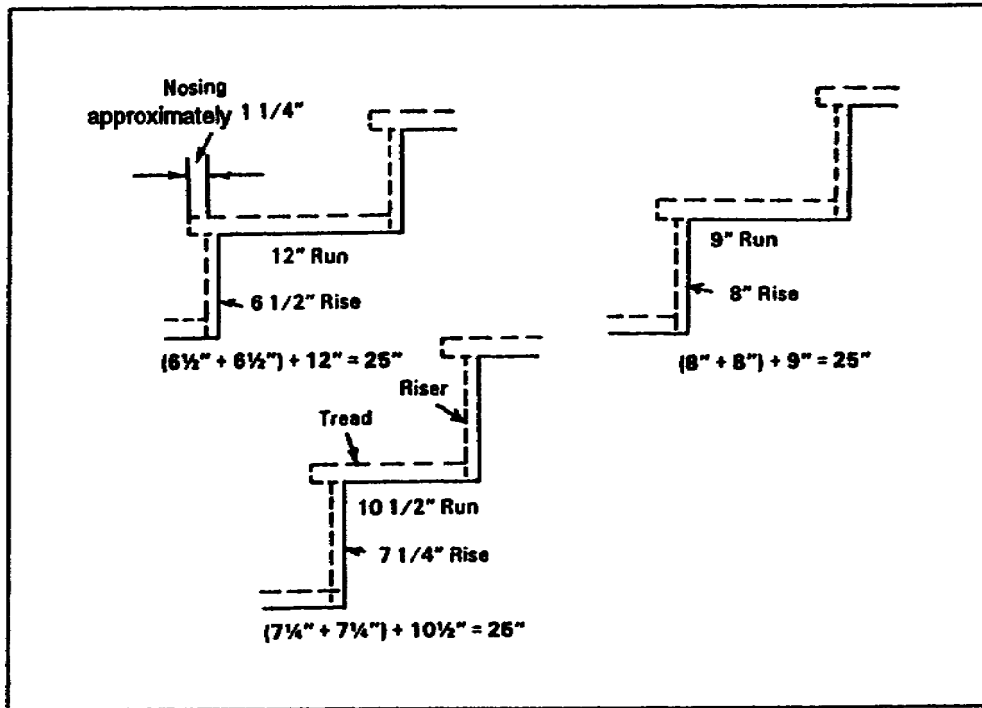 Nosing
approximately 1 1/4"
12" Run
6 1/2" Rise
(6½" + 6½") + 12" = 25"
9" Run
8" Rise
(8" + 8") + 9" = 25"
Riser
Tread
10 1/2" Run
7 1/4" Rise
(7¼" + 7¼") + 10½" = 25"